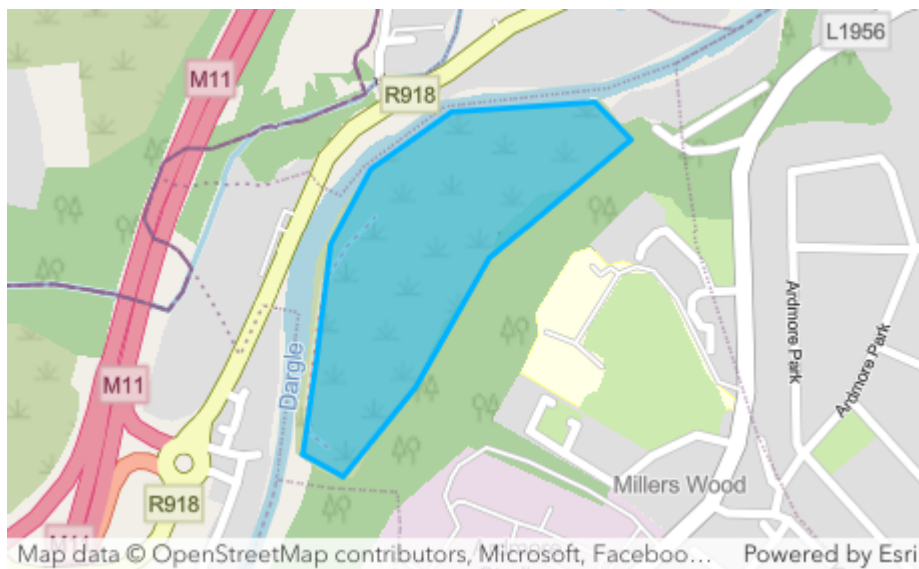 L1956
M11
R918
Dargle
Ardmore Park
Ardmore Park
M11
Millers Wood
R918
Map data © OpenStreetMap contributors, Microsoft, Faceboo... Powered by Esri